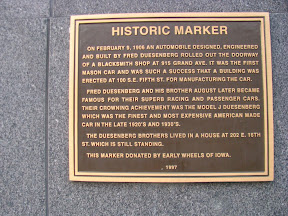 HISTORIC MARKER
ON FEBRUARY 9, 1906 AN AUTOMOBILE DESIGNED, ENGINEERED
AND BUILT BY FRED DUESENBERG ROLLED OUT THE DOORWAY
OF A BLACKSMITH SHOP AT 915 GRAND AVE. IT WAS THE FIRST
MASON CAR AND WAS SUCH A SUCCESS THAT A BUILDING WAS
ERECTED AT 100 S.E. FIFTH ST. FOR MANUFACTURING THE CAR.
FRED DUESENBERG AND HIS BROTHER AUGUST LATER BECAME
FAMOUS FOR THEIR SUPERB RACING AND PASSENGER CARS.
THEIR CROWNING ACHIEVEMENT WAS THE MODEL J DUESENBERG
WHICH WAS THE FINEST AND MOST EXPENSIVE AMERICAN MADE
CAR IN THE LATE 1920'S AND 1930'S.
THE DUESENBERG BROTHERS LIVED IN A HOUSE AT 202 E. 16TH
ST. WHICH IS STILL STANDING.
THIS MARKER DONATED BY EARLY WHEELS OF IOWA.
1997